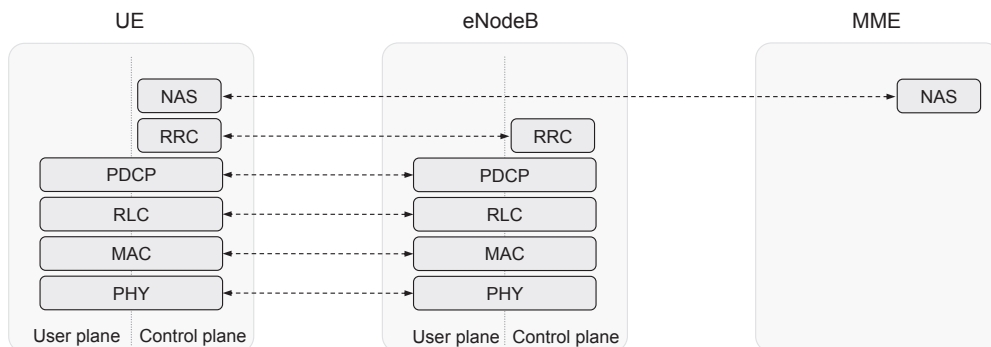 UE eNodeB MME
NAS NAS
RRC RRC
PDCP PDCP
RLC RLC
MAC MAC
PHY PHY
User plane Control plane User plane Control plane